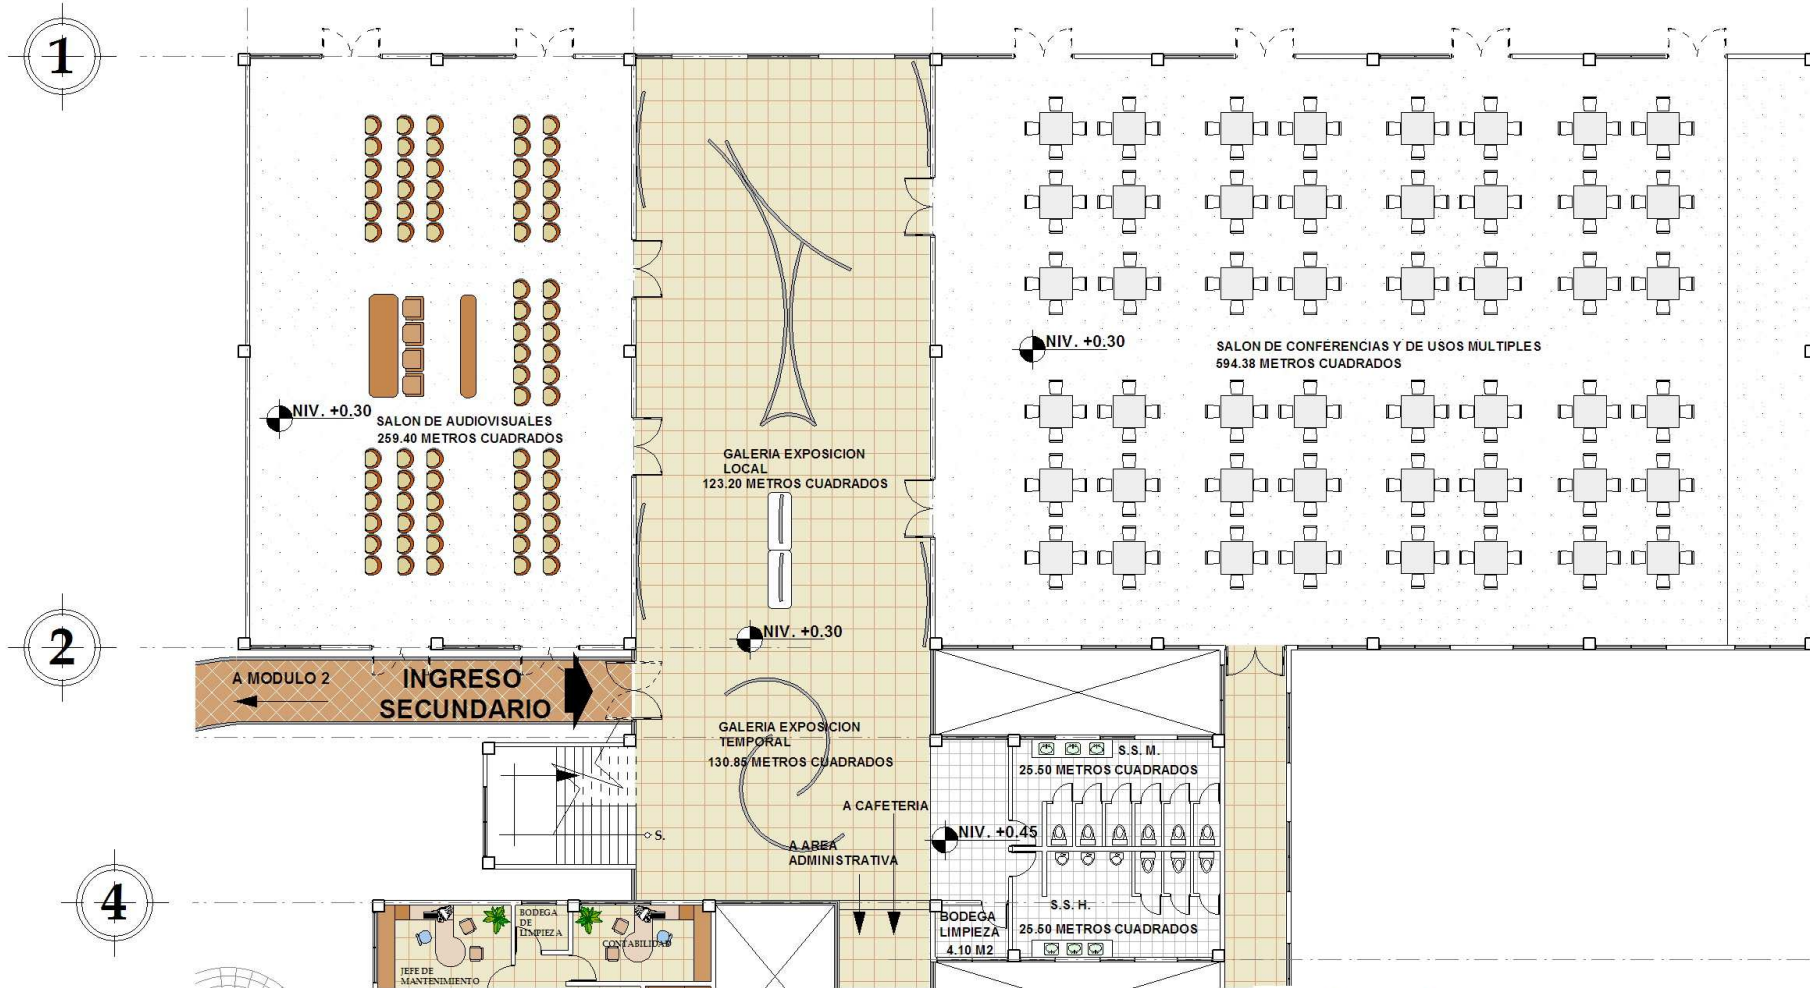 1
NIV. +0.30
SALON DE CONFERENCIAS Y DE USOS MULTIPLES
594.38 METROS CUADRADOS
NIV. +0.30
SALON DE AUDIOVISUALES
259.40 METROS CUADRADOS
GALERIA EXPOSICION
LOCAL
123.20 METROS CUADRADOS
NIV. +0.30
2
A MODULO 2
INGRESO
SECUNDARIO
GALERIA EXPOSICION
TEMPORAL
130.85 METROS CUADRADOS
S.S. M.
25.50 METROS CUADRADOS
A CAFETERIA
S.
A AREA
ADMINISTRATIVA
NIV. +0.45
4
BODEGA
DE
LIMPIEZA
CONTABILIDAD
JEFE DE
MANTENIMIENTO
BODEGA
LIMPIEZA
4.10 M2
S.S. H.
25.50 METROS CUADRADOS